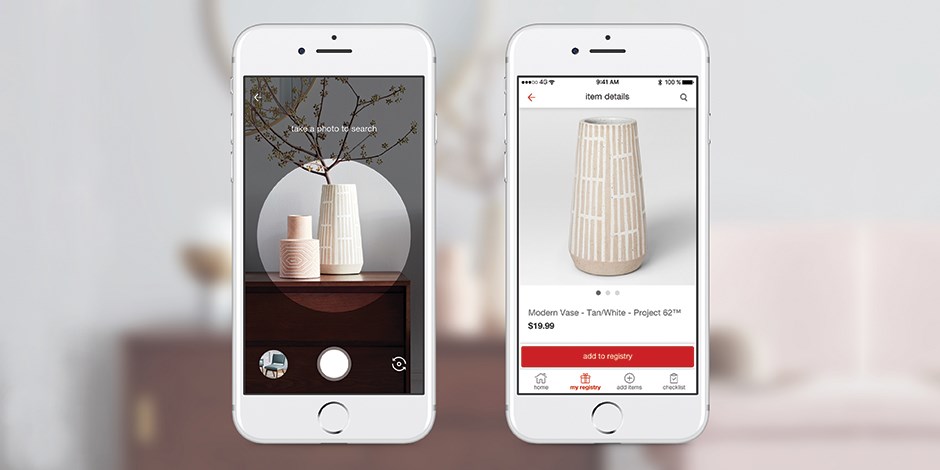 take a photo to search
4G 9:41 AM 100 %
item details
Modern Vase - Tan/White - Project 62™
$19.99
add to registry
home my registry add items checklist